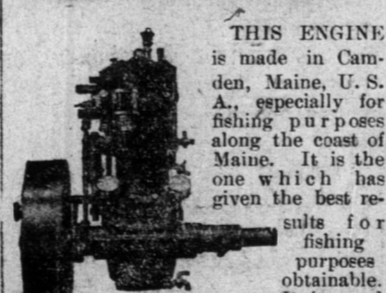 THIS ENGINE
is made in Cam-
den, Maine, U. S.
A., especially for
fishing purposes
along the coast of
Maine. It is the
one which has
given the best re-
sults for
fishing
purposes
obtainable.